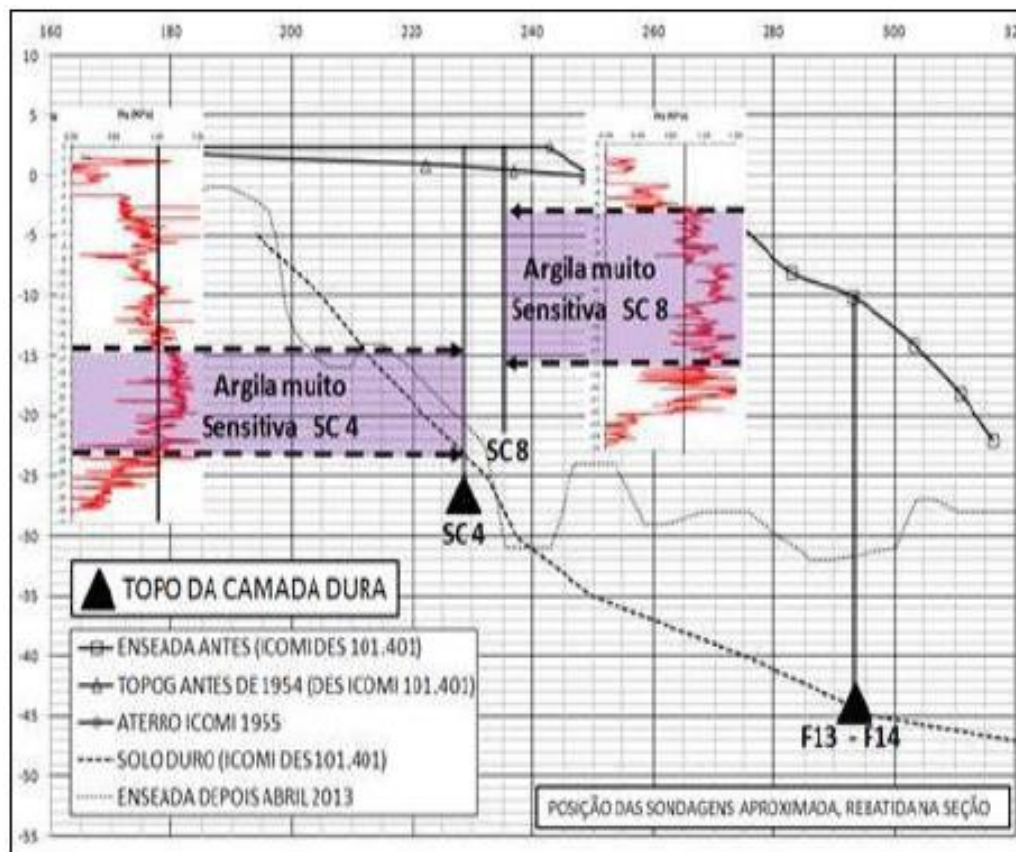 160 180 200 220 240 260 280 300
10
5
0
-5
-10
-15
-20
-25
-30
-35
-40
-45
-50
-55
Argila muito
Sensitiva SC 8
Argila muito
Sensitiva SC 4
SC 8
SC 4
F13 - F14
TOPO DA CAMADA DURA
ENSEADA ANTES (ICOMI DES 101.401)
TOPOG ANTES DE 1954 (DES ICOMI 101.401)
ATERRO ICOMI 1955
SOLO DURO (ICOMI DES 101.401)
ENSEADA DEPOIS ABRIL 2013
POSIÇÃO DAS SONDAGENS APROXIMADA, REBATIDA NA SEÇÃO